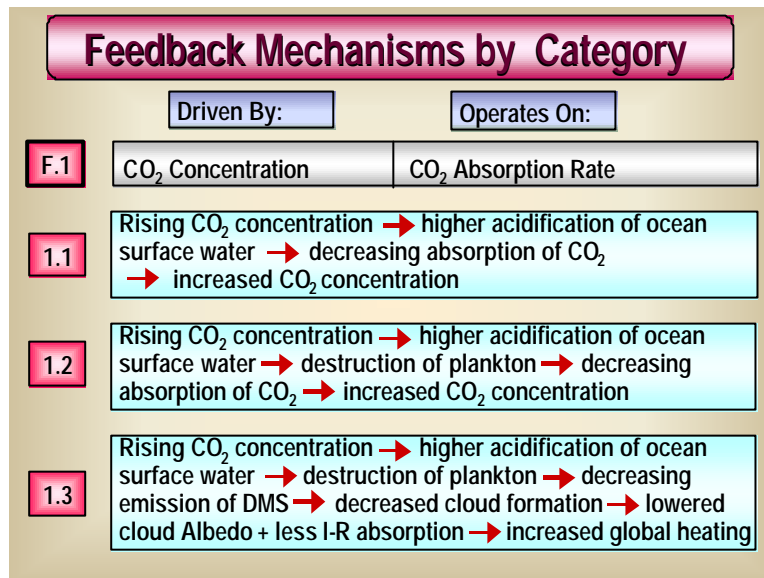 Feedback Mechanisms by Category
Driven By:
Operates On:
F.1
CO₂ Concentration
CO₂ Absorption Rate
1.1
Rising CO₂ concentration → higher acidification of ocean
surface water → decreasing absorption of CO₂
→ increased CO₂ concentration
1.2
Rising CO₂ concentration → higher acidification of ocean
surface water → destruction of plankton → decreasing
absorption of CO₂ → increased CO₂ concentration
1.3
Rising CO₂ concentration → higher acidification of ocean
surface water → destruction of plankton → decreasing
emission of DMS → decreased cloud formation → lowered
cloud Albedo + less I-R absorption → increased global heating